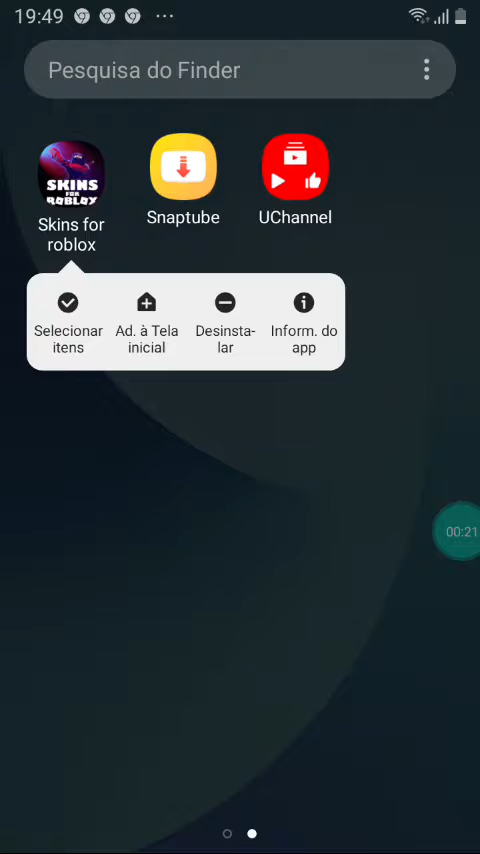 19:49
Pesquisa do Finder
SKINS
FOR
ROBLOX
Skins for
roblox
Snaptube
UChannel
Selecionar
itens
Ad. à Tela
inicial
Desinsta-
lar
Inform. do
app
00:21